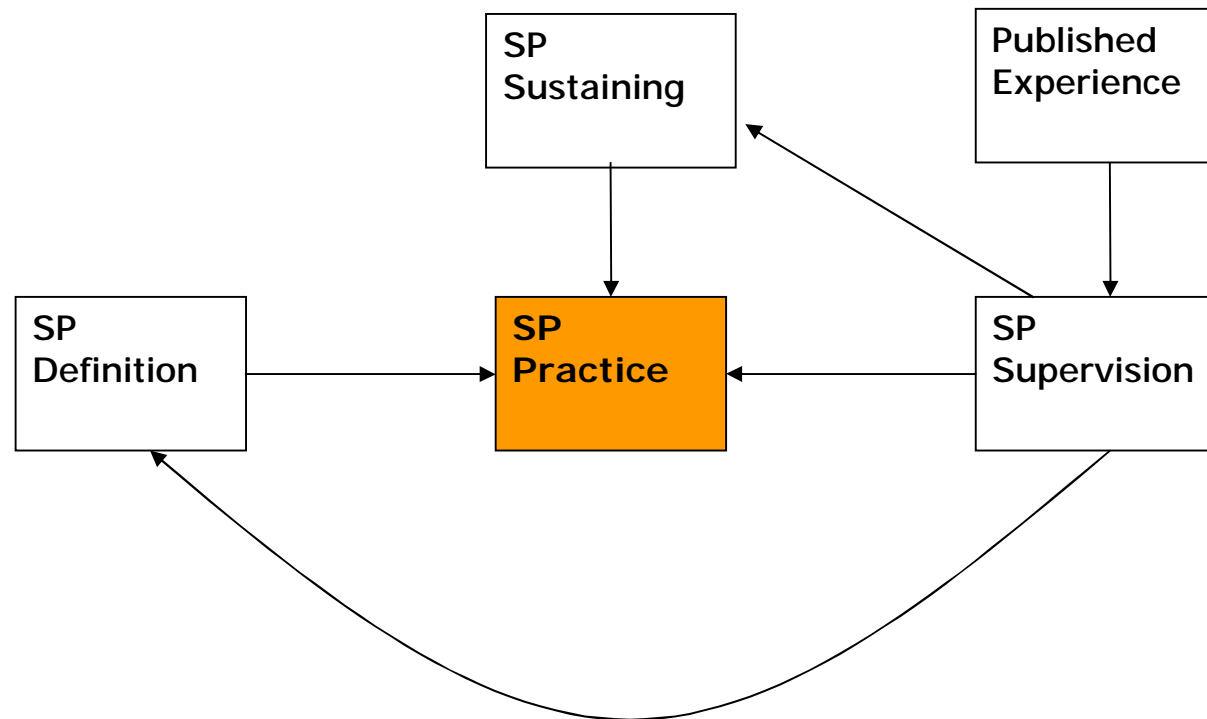 SP
Sustaining
Published
Experience
SP
Definition
SP
Practice
SP
Supervision